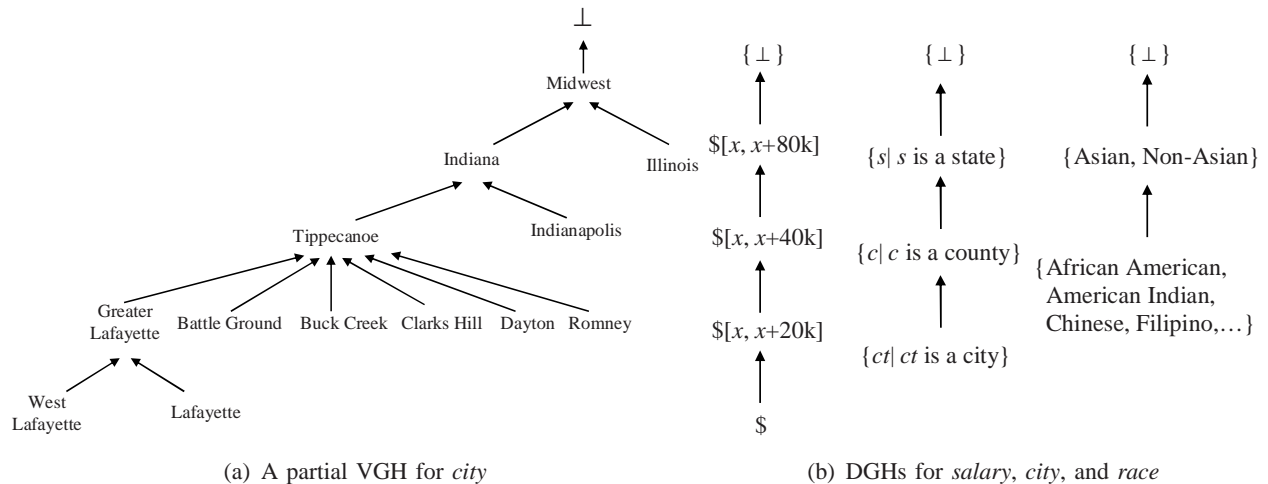 ⊥
Midwest
Indiana
Illinois
Tippecanoe
Indianapolis
Greater
Lafayette
Battle Ground
Buck Creek
Clarks Hill
Dayton
Romney
West
Lafayette
Lafayette
(a) A partial VGH for city
{⊥}
$[x, x+80k]
$[x, x+40k]
$[x, x+20k]
$
{⊥}
{s| s is a state}
{c| c is a county}
{ct| ct is a city}
{⊥}
{Asian, Non-Asian}
{African American,
American Indian,
Chinese, Filipino,…}
(b) DGHs for salary, city, and race